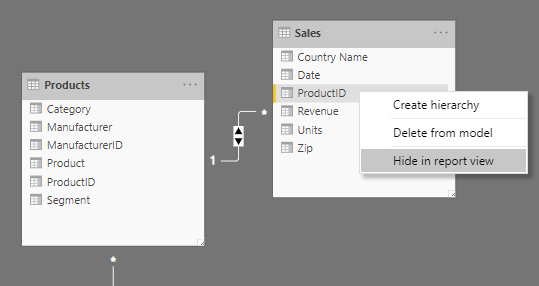 Sales
Country Name
Date
ProductID
Revenue
Units
Zip
Create hierarchy
Delete from model
Hide in report view
Products
Category
Manufacturer
ManufacturerID
Product
ProductID
Segment
1
*
*